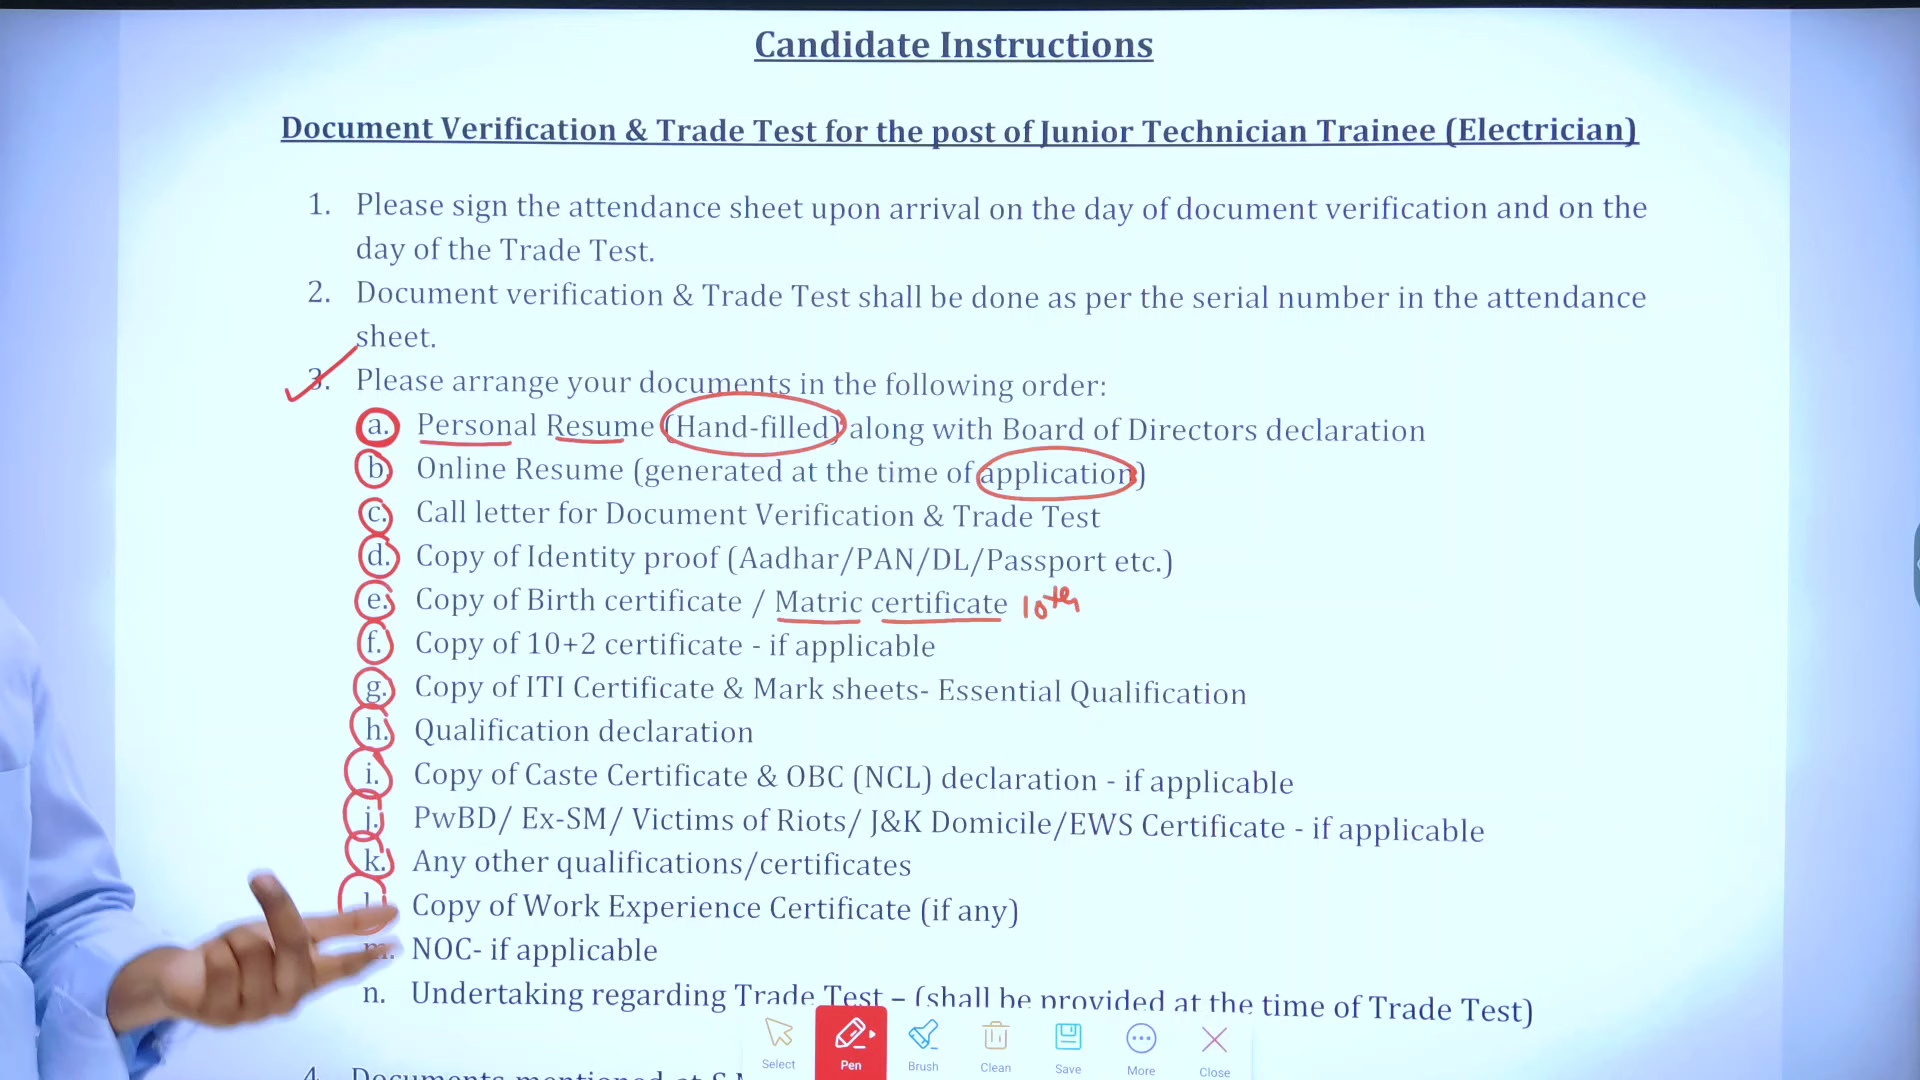 Candidate Instructions
Document Verification & Trade Test for the post of Junior Technician Trainee (Electrician)
1. Please sign the attendance sheet upon arrival on the day of document verification and on the
day of the Trade Test.
2. Document verification & Trade Test shall be done as per the serial number in the attendance
sheet.
3. Please arrange your documents in the following order:
a. Personal Resume (Hand-filled) along with Board of Directors declaration
b. Online Resume (generated at the time of application)
c. Call letter for Document Verification & Trade Test
d. Copy of Identity proof (Aadhar/PAN/DL/Passport etc.)
e. Copy of Birth certificate / Matric certificate 10th
f. Copy of 10+2 certificate - if applicable
g. Copy of ITI Certificate & Mark sheets- Essential Qualification
h. Qualification declaration
i. Copy of Caste Certificate & OBC (NCL) declaration - if applicable
j. PwBD/ Ex-SM/ Victims of Riots/ J&K Domicile/EWS Certificate - if applicable
k. Any other qualifications/certificates
l. Copy of Work Experience Certificate (if any)
m. NOC- if applicable
n. Undertaking regarding Trade Test – (shall be provided at the time of Trade Test)
4. Documents mentioned at
Select Pen Brush Clean Save More Close